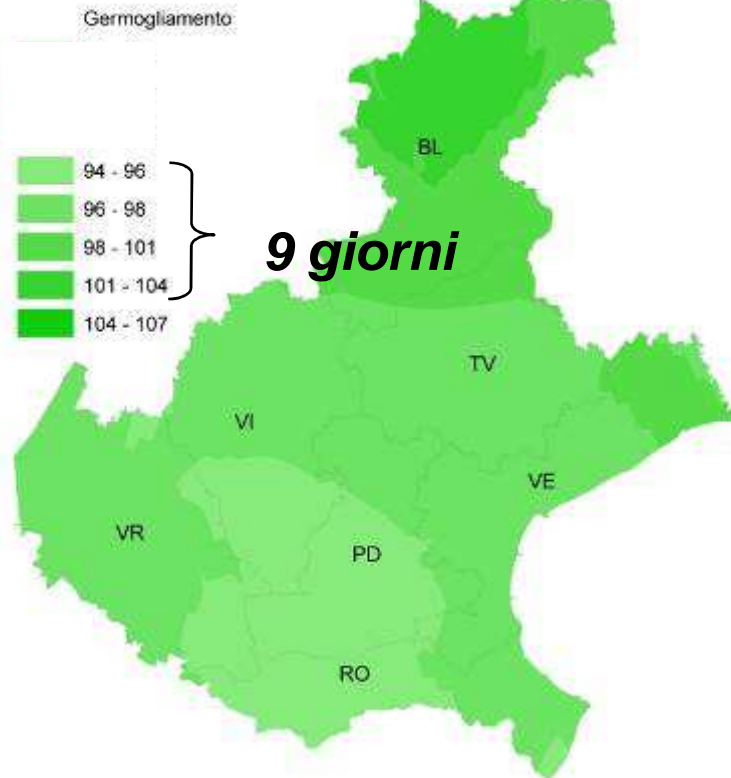 Germogliamento
BL
94 - 96
96 - 98
98 - 101
9 giorni
101 - 104
104 - 107
TV
VI
VE
VR
PD
RO